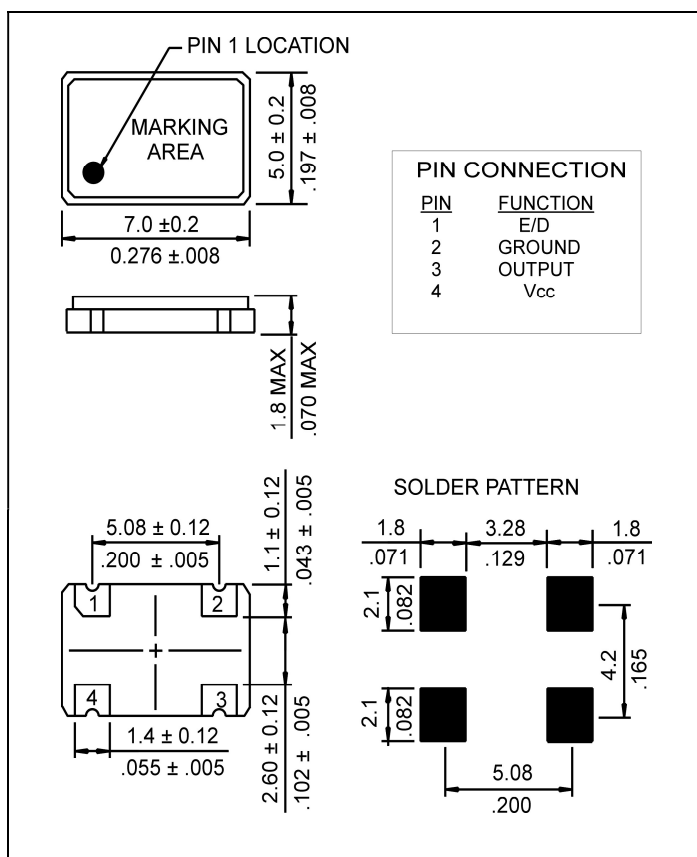 PIN 1 LOCATION
MARKING
AREA
5.0 ± 0.2
.197 ± .008
7.0 ±0.2
0.276 ±.008
PIN CONNECTION
PIN FUNCTION
1 E/D
2 GROUND
3 OUTPUT
4 Vcc
1.8 MAX
.070 MAX
5.08 ± 0.12
.200 ± .005
1.1 ± 0.12
.043 ± .005
1 2
4 3
1.4 ± 0.12
.055 ± .005
2.60 ± 0.12
.102 ± .005
SOLDER PATTERN
1.8 3.28 1.8
.071 .129 .071
2.1
.082
4.2
.165
2.1
.082
5.08
.200